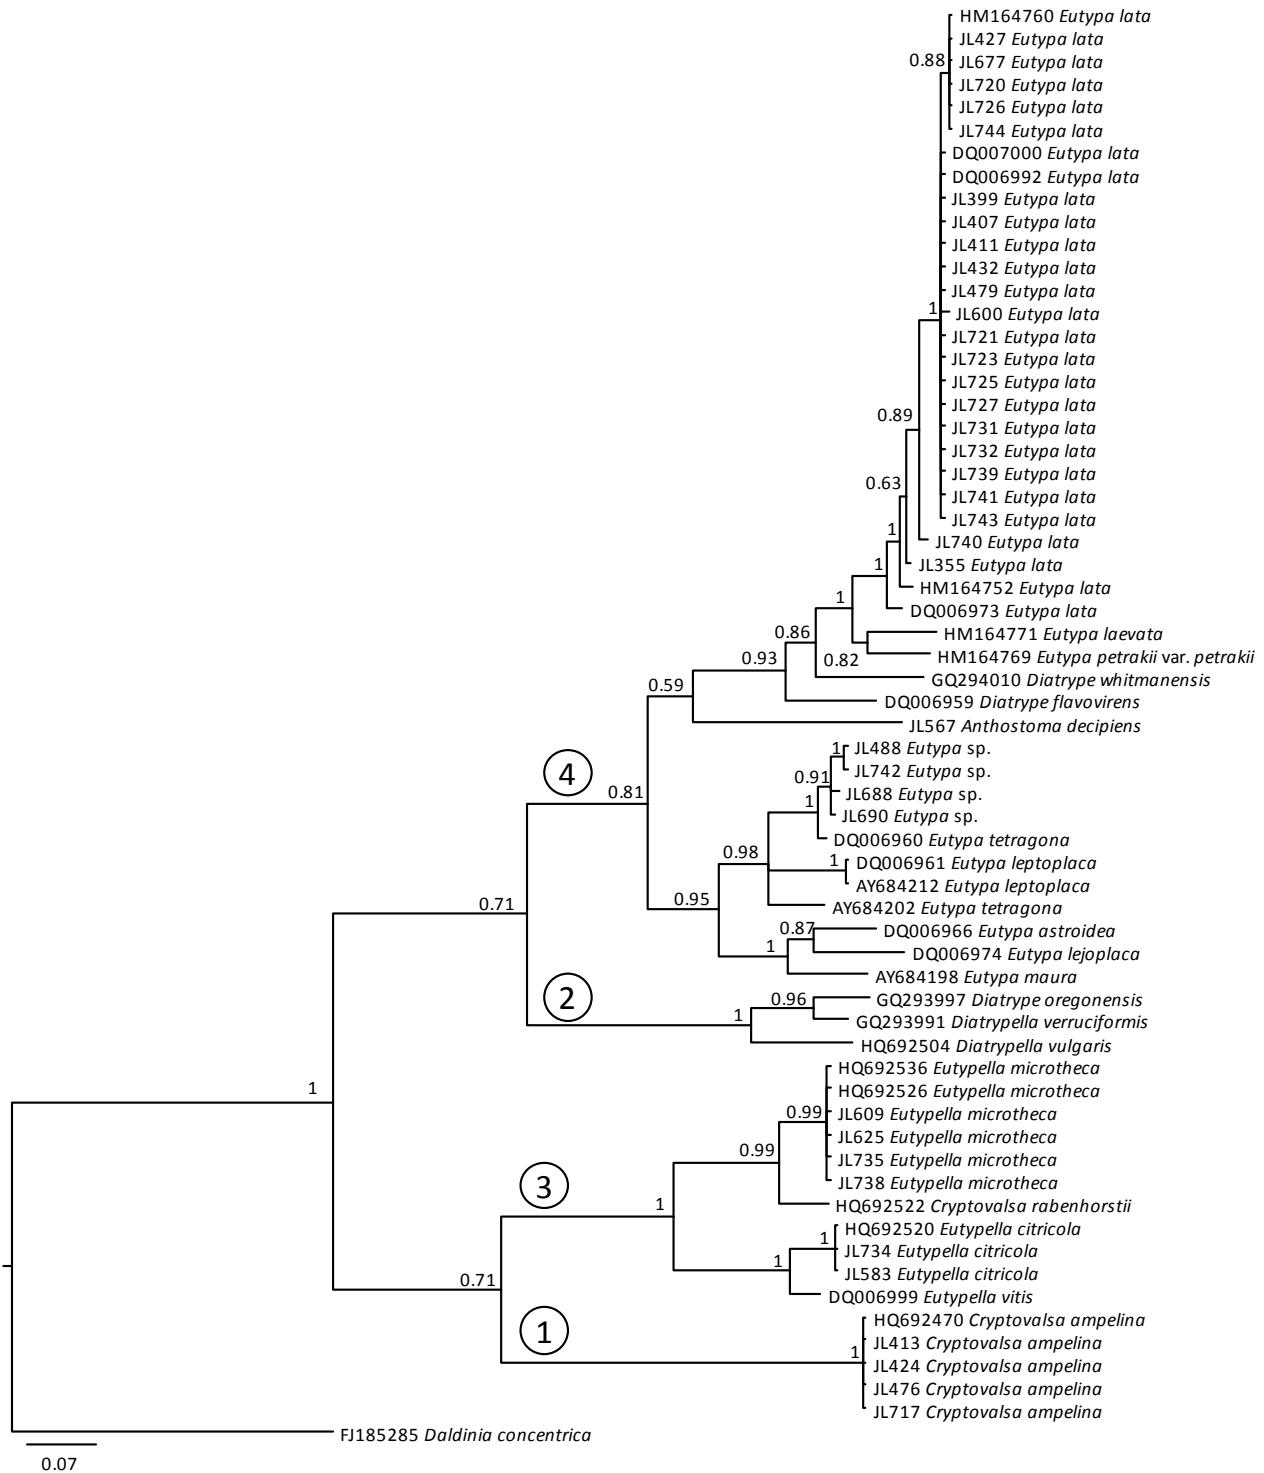 HM164760 Eutypa lata
JL427 Eutypa lata
0.88
JL677 Eutypa lata
JL720 Eutypa lata
JL726 Eutypa lata
JL744 Eutypa lata
DQ007000 Eutypa lata
DQ006992 Eutypa lata
JL399 Eutypa lata
JL407 Eutypa lata
JL411 Eutypa lata
JL432 Eutypa lata
JL479 Eutypa lata
1
JL600 Eutypa lata
JL721 Eutypa lata
JL723 Eutypa lata
JL725 Eutypa lata
JL727 Eutypa lata
0.89
JL731 Eutypa lata
JL732 Eutypa lata
JL739 Eutypa lata
0.63
JL741 Eutypa lata
JL743 Eutypa lata
1
JL740 Eutypa lata
1
JL355 Eutypa lata
HM164752 Eutypa lata
1
DQ006973 Eutypa lata
0.86
HM164771 Eutypa laevata
0.93
0.82
HM164769 Eutypa petrakii var. petrakii
0.59
GQ294010 Diatrype whitmanensis
DQ006959 Diatrype flavovirens
JL567 Anthostoma decipiens
1
JL488 Eutypa sp.
4
0.91
JL742 Eutypa sp.
0.81
1
JL688 Eutypa sp.
JL690 Eutypa sp.
DQ006960 Eutypa tetragona
0.98
1
DQ006961 Eutypa leptoplaca
AY684212 Eutypa leptoplaca
0.71
0.95
AY684202 Eutypa tetragona
0.87
DQ006966 Eutypa astroidea
1
DQ006974 Eutypa lejoplaca
AY684198 Eutypa maura
2
0.96
GQ293997 Diatrype oregonensis
1
GQ293991 Diatrypella verruciformis
HQ692504 Diatrypella vulgaris
HQ692536 Eutypella microtheca
1
HQ692526 Eutypella microtheca
0.99
JL609 Eutypella microtheca
JL625 Eutypella microtheca
0.99
JL735 Eutypella microtheca
3
JL738 Eutypella microtheca
1
HQ692522 Cryptovalsa rabenhorstii
HQ692520 Eutypella citricola
1
JL734 Eutypella citricola
1
JL583 Eutypella citricola
0.71
DQ006999 Eutypella vitis
1
HQ692470 Cryptovalsa ampelina
JL413 Cryptovalsa ampelina
1
JL424 Cryptovalsa ampelina
JL476 Cryptovalsa ampelina
JL717 Cryptovalsa ampelina
FJ185285 Daldinia concentrica
0.07